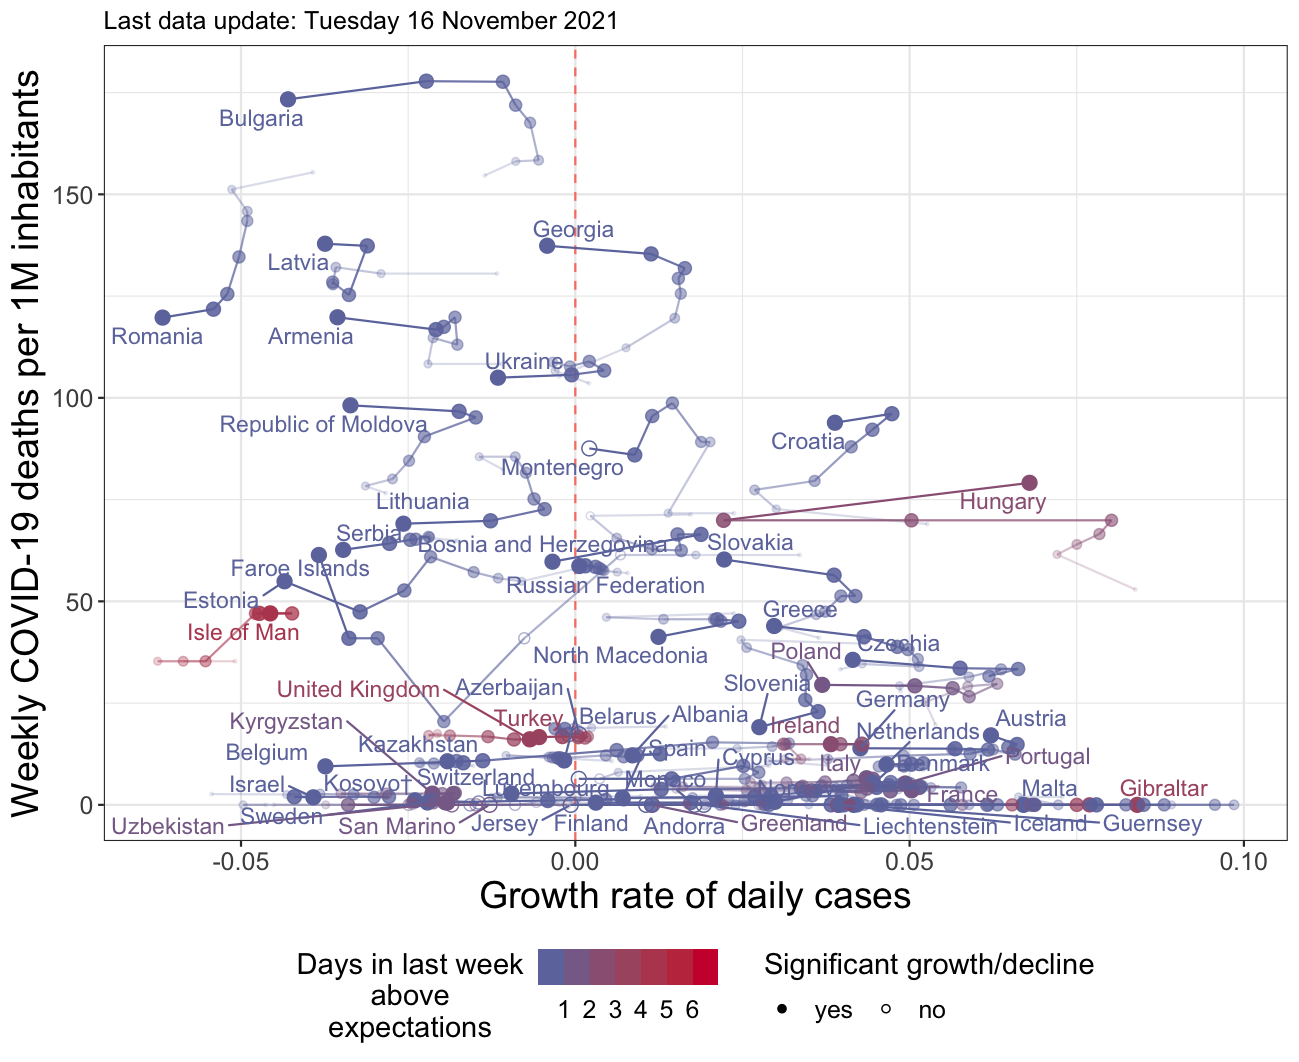 Last data update: Tuesday 16 November 2021
Weekly COVID-19 deaths per 1M inhabitants
150
100
50
0
Bulgaria
Georgia
Latvia
Romania
Armenia
Ukraine
Republic of Moldova
Croatia
Montenegro
Hungary
Lithuania
Serbia
Bosnia and Herzegovina
Slovakia
Faroe Islands
Russian Federation
Estonia
Greece
Isle of Man
Czechia
North Macedonia
Poland
United Kingdom
Azerbaijan
Slovenia
Germany
Kyrgyzstan
Turkey
Belarus
Albania
Ireland
Austria
Netherlands
Belgium
Kazakhstan
Spain
Cyprus
Italy
Denmark
Portugal
Israel
Kosovo†
Switzerland
Luxembourg
Monaco
France
Malta
Gibraltar
Sweden
Uzbekistan
San Marino
Jersey
Finland
Andorra
Greenland
Liechtenstein
Iceland
Guernsey
-0.05
0.00
0.05
0.10
Growth rate of daily cases
Days in last week
above
expectations
1 2 3 4 5 6
Significant growth/decline
yes
no